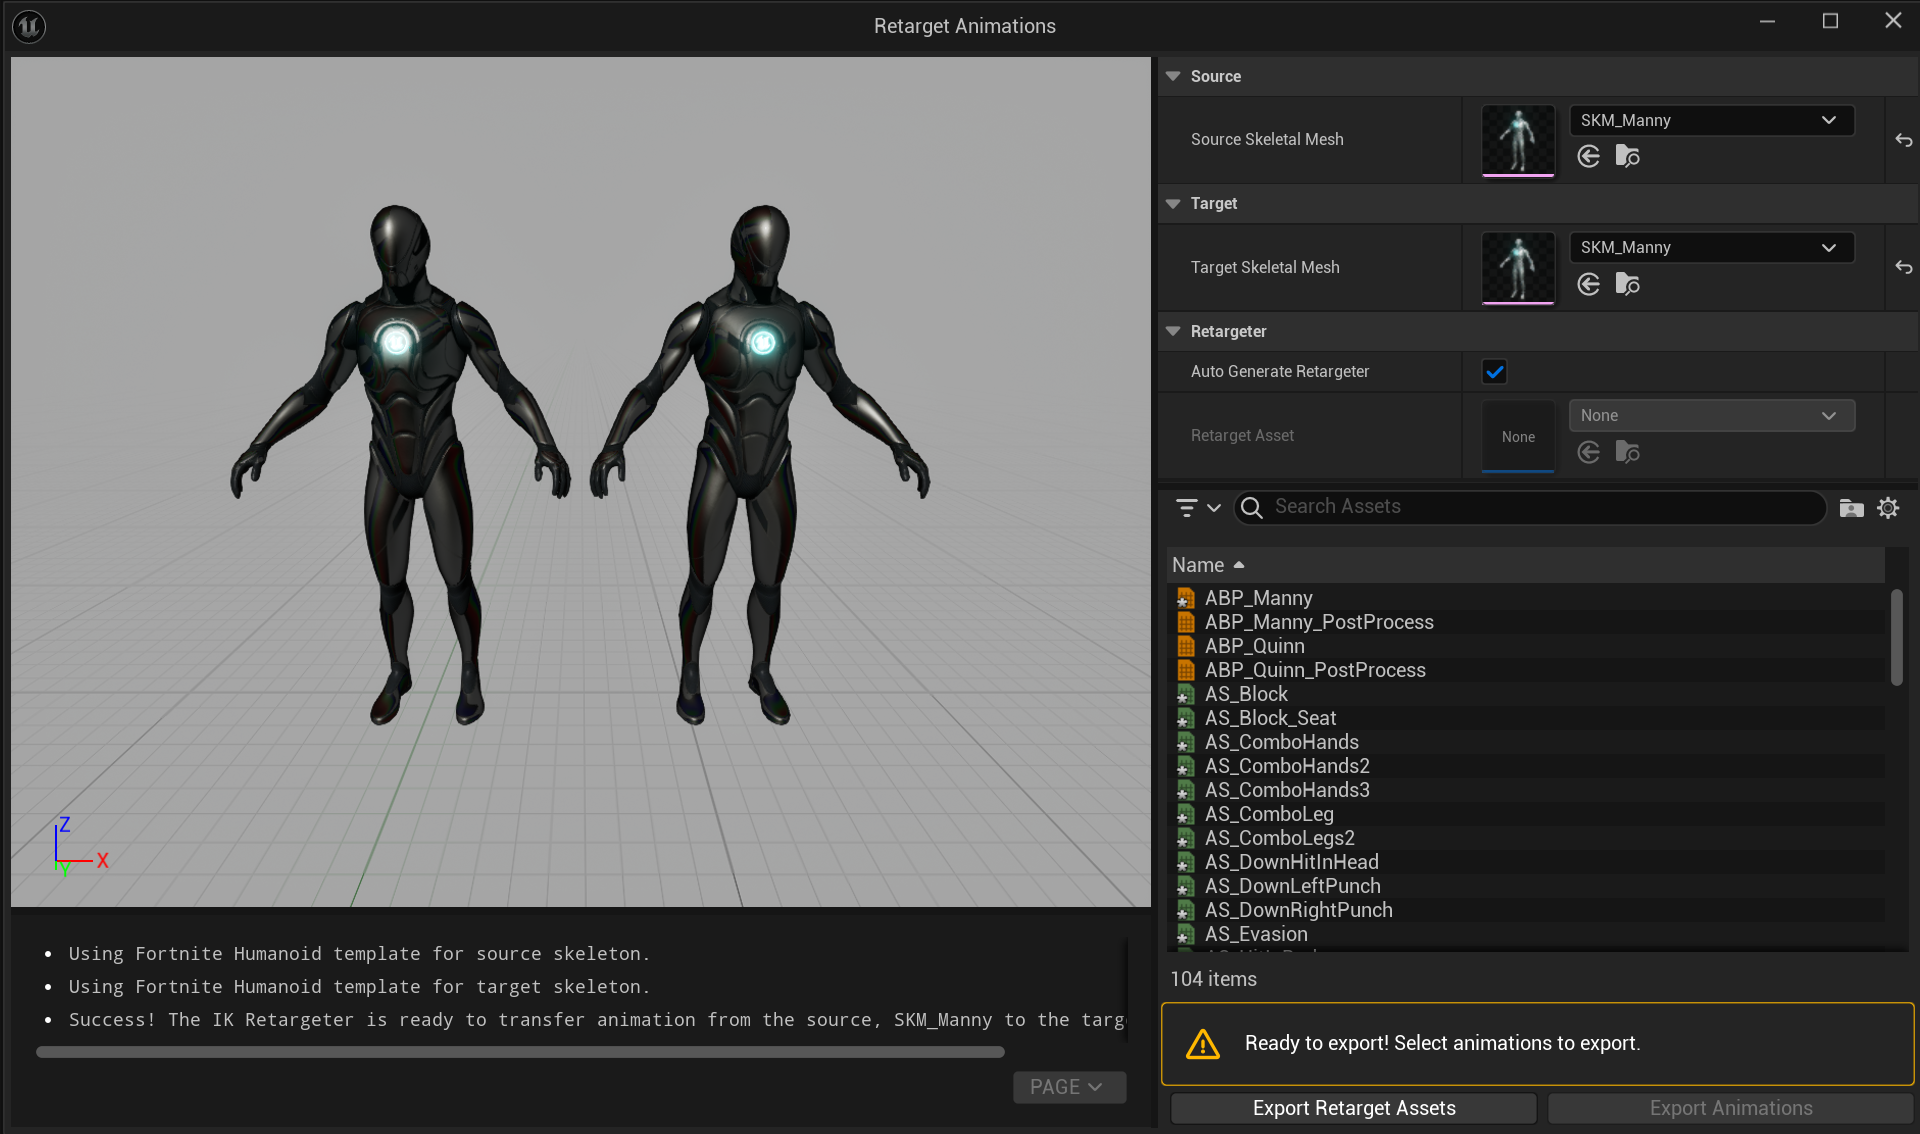 Retarget Animations
Source
Source Skeletal Mesh
SKM_Manny
Target
Target Skeletal Mesh
SKM_Manny
Retargeter
Auto Generate Retargeter
Retarget Asset
None
None
Search Assets
Name
ABP_Manny
ABP_Manny_PostProcess
ABP_Quinn
ABP_Quinn_PostProcess
AS_Block
AS_Block_Seat
AS_ComboHands
AS_ComboHands2
AS_ComboHands3
AS_ComboLeg
AS_ComboLegs2
AS_DownHitInHead
AS_DownLeftPunch
AS_DownRightPunch
AS_Evasion
104 items
Ready to export! Select animations to export.
Export Retarget Assets
Export Animations
Z
X
Y
• Using Fortnite Humanoid template for source skeleton.
• Using Fortnite Humanoid template for target skeleton.
• Success! The IK Retargeter is ready to transfer animation from the source, SKM_Manny to the targ
PAGE